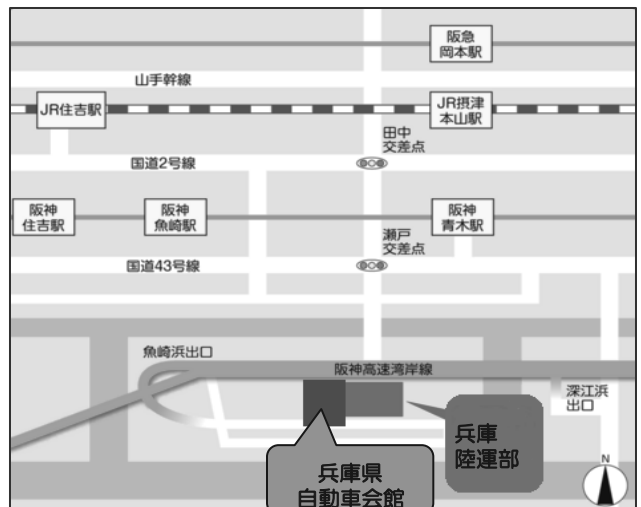 阪急
岡本駅
山手幹線
JR住吉駅
JR摂津
本山駅
田中
交差点
国道2号線
阪神
住吉駅
阪神
魚崎駅
阪神
青木駅
瀬戸
交差点
国道43号線
魚崎浜出口
阪神高速湾岸線
深江浜
出口
兵庫
陸運部
兵庫県
自動車会館
N